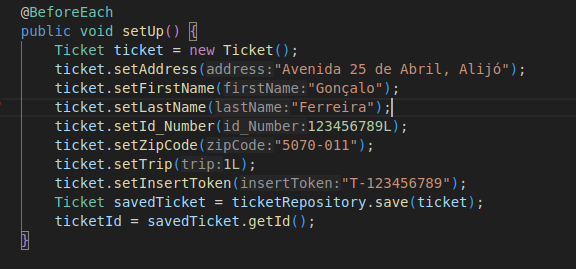 @BeforeEach
public void setUp() {
Ticket ticket = new Ticket();
ticket.setAddress(address:"Avenida 25 de Abril, Alijó");
ticket.setFirstName(firstName:"Gonçalo");
ticket.setLastName(lastName:"Ferreira");
ticket.setId_Number(id_Number:123456789L);
ticket.setZipCode(zipCode:"5070-011");
ticket.setTrip(trip:1L);
ticket.setInsertToken(insertToken:"T-123456789");
Ticket savedTicket = ticketRepository.save(ticket);
ticketId = savedTicket.getId();
}